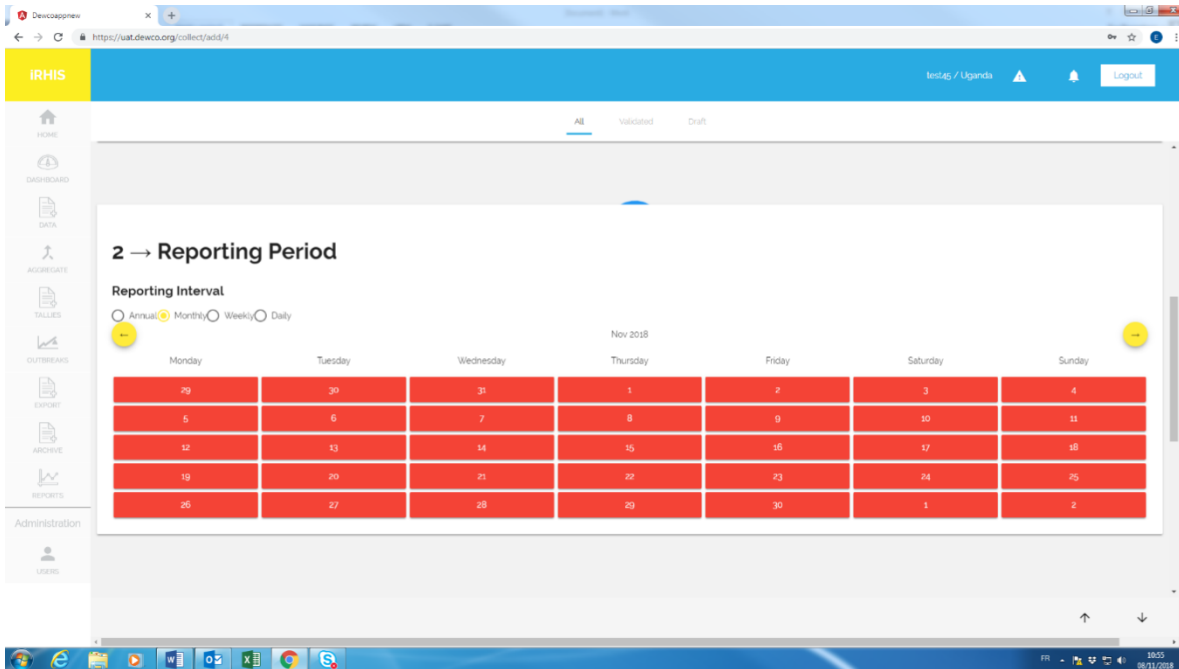 Dewcoappnew
https://uat.dewco.org/collect/add/4
iRHIS
test45 / Uganda
Logout
All Validated Draft
HOME
DASHBOARD
DATA
AGGREGATE
TALLIES
OUTBREAKS
EXPORT
ARCHIVE
REPORTS
Administration
USERS
2 → Reporting Period
Reporting Interval
Annual Monthly Weekly Daily
← Nov 2018 →
Monday Tuesday Wednesday Thursday Friday Saturday Sunday
29 30 31 1 2 3 4
5 6 7 8 9 10 11
12 13 14 15 16 17 18
19 20 21 22 23 24 25
26 27 28 29 30 1 2
FR
10:55
08/11/2018